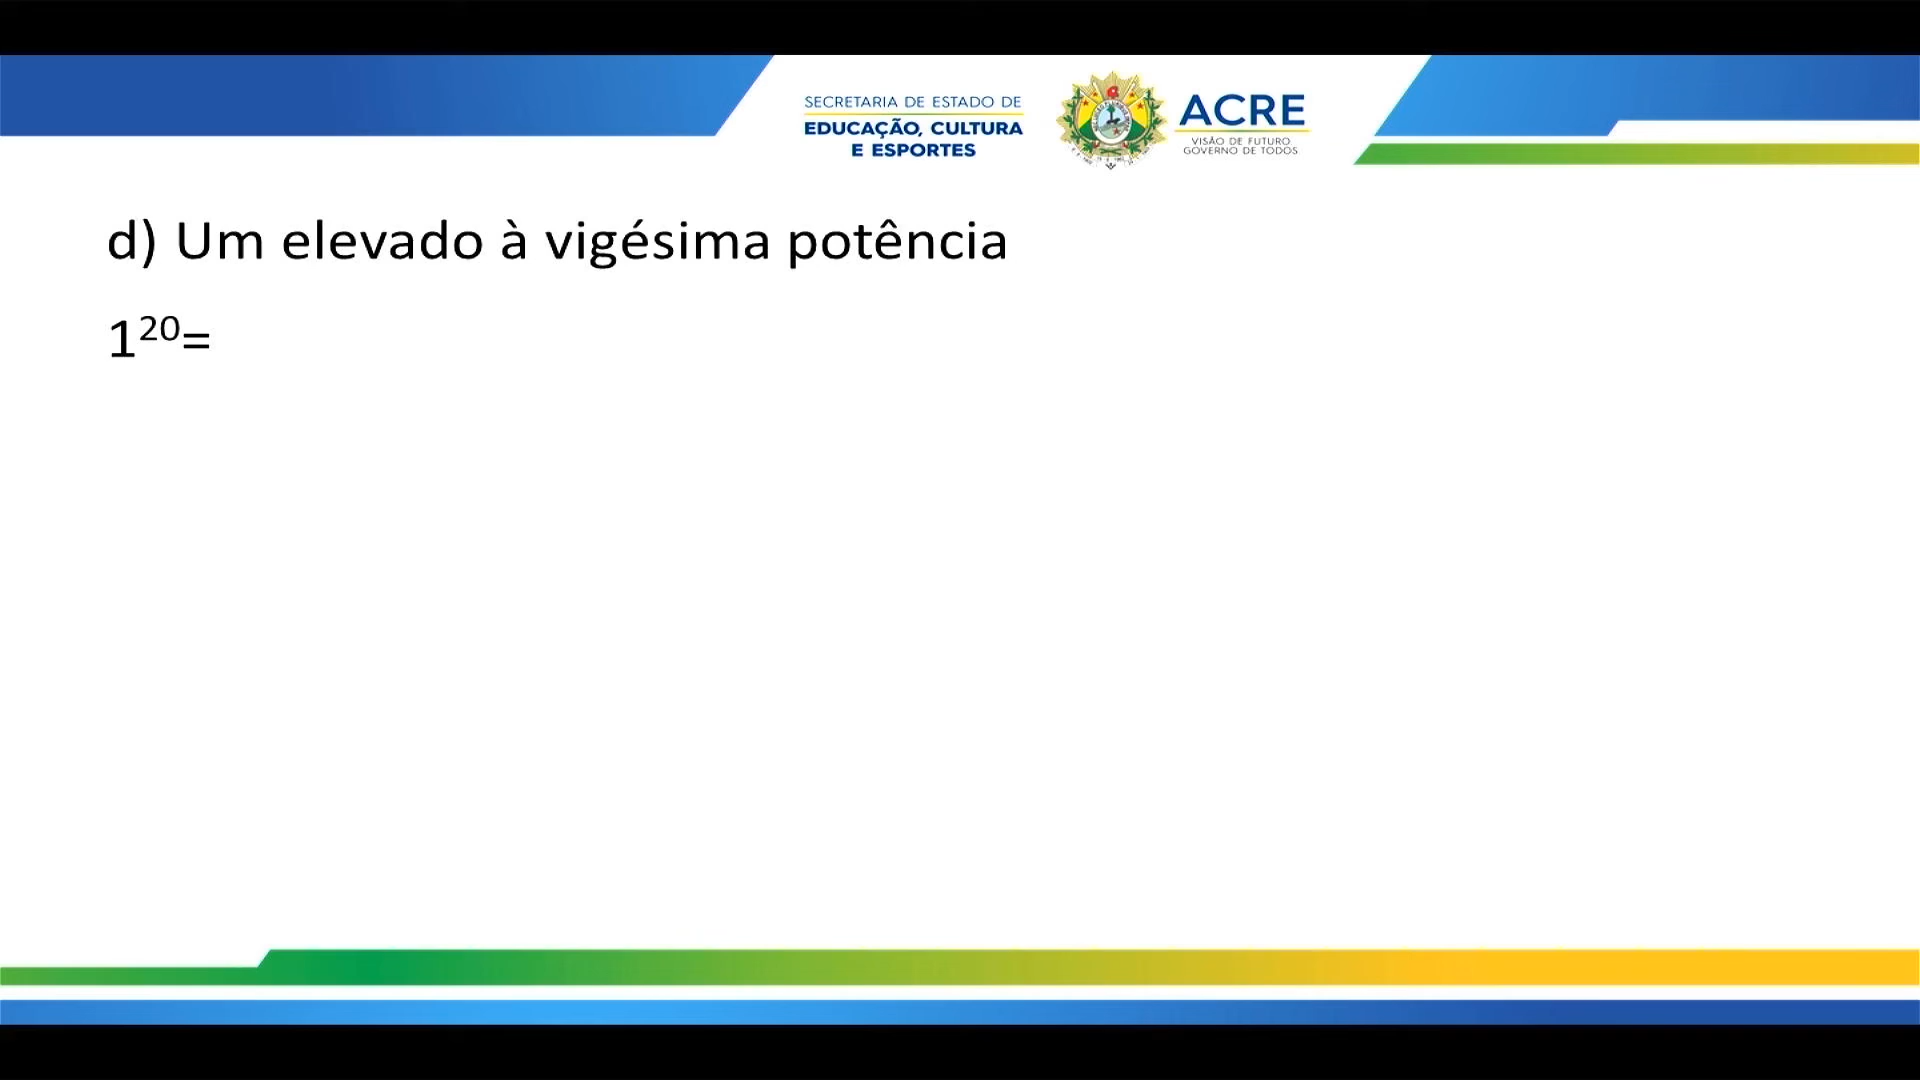 SECRETARIA DE ESTADO DE
EDUCAÇÃO, CULTURA
E ESPORTES
ACRE
VISÃO DE FUTURO
GOVERNO DE TODOS
d) Um elevado à vigésima potência
1²⁰=